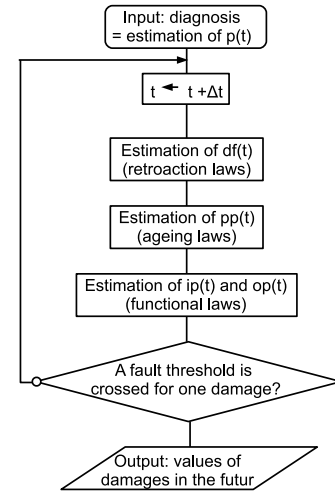 Input: diagnosis
= estimation of p(t)
t ← t +Δt
Estimation of df(t)
(retroaction laws)
Estimation of pp(t)
(ageing laws)
Estimation of ip(t) and op(t)
(functional laws)
A fault threshold is
crossed for one damage?
Output: values of
damages in the futur